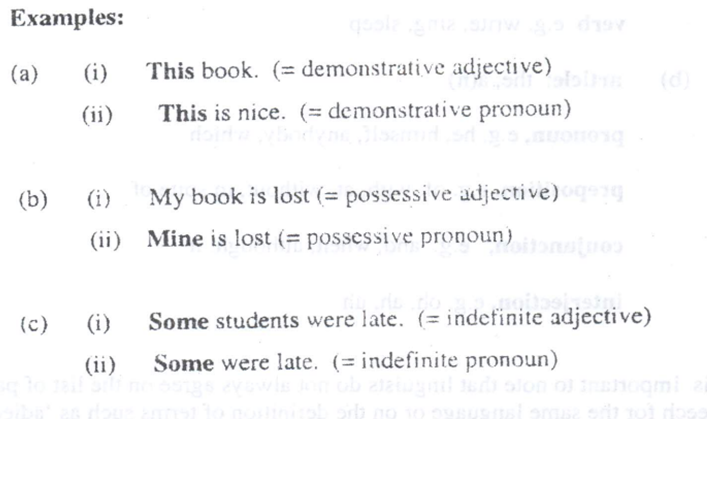 Examples:
(a) (i) This book. (= demonstrative adjective)
(ii) This is nice. (= demonstrative pronoun)
(b) (i) My book is lost (= possessive adjective)
(ii) Mine is lost (= possessive pronoun)
(c) (i) Some students were late. (= indefinite adjective)
(ii) Some were late. (= indefinite pronoun)